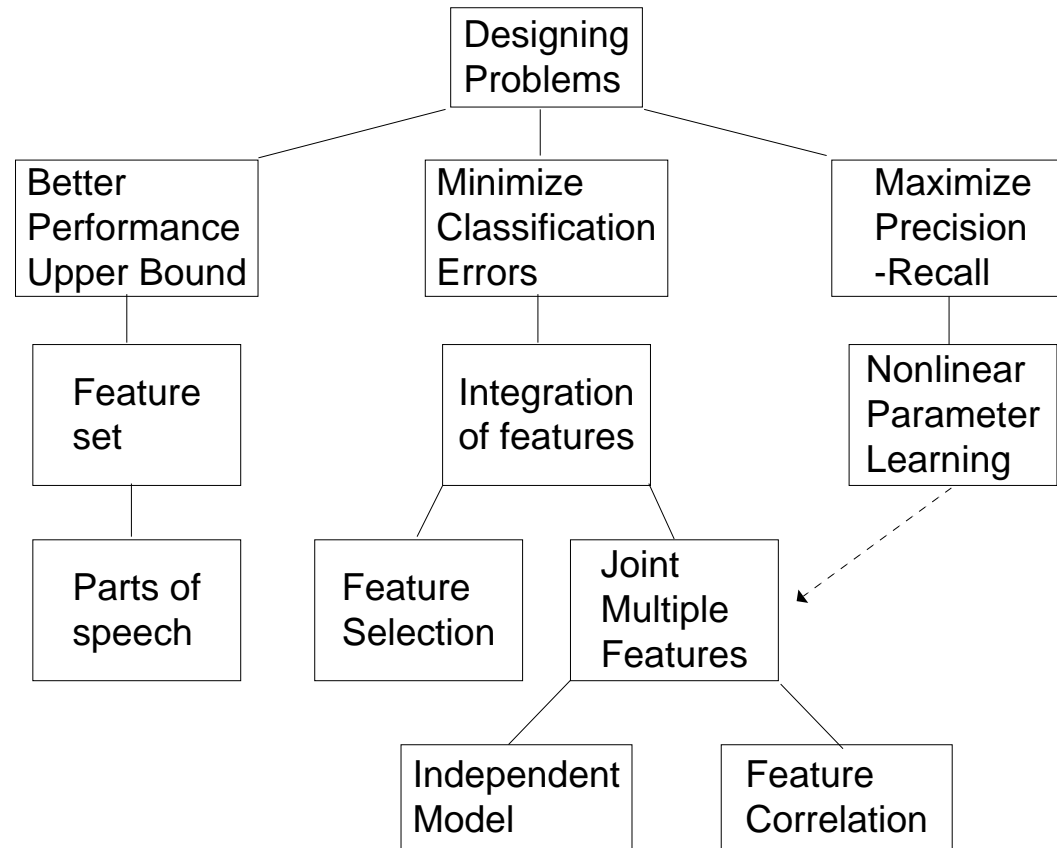 Designing
Problems
Better
Performance
Upper Bound
Minimize
Classification
Errors
Maximize
Precision
-Recall
Feature
set
Integration
of features
Nonlinear
Parameter
Learning
Parts of
speech
Feature
Selection
Joint
Multiple
Features
Independent
Model
Feature
Correlation